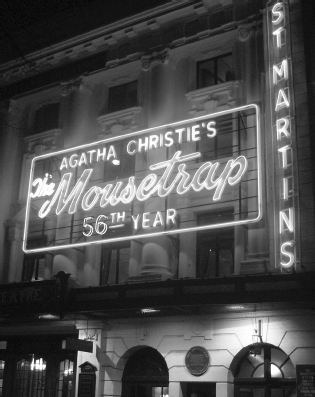 AGATHA CHRISTIE'S
The Mousetrap
56TH YEAR
ST MARTINS